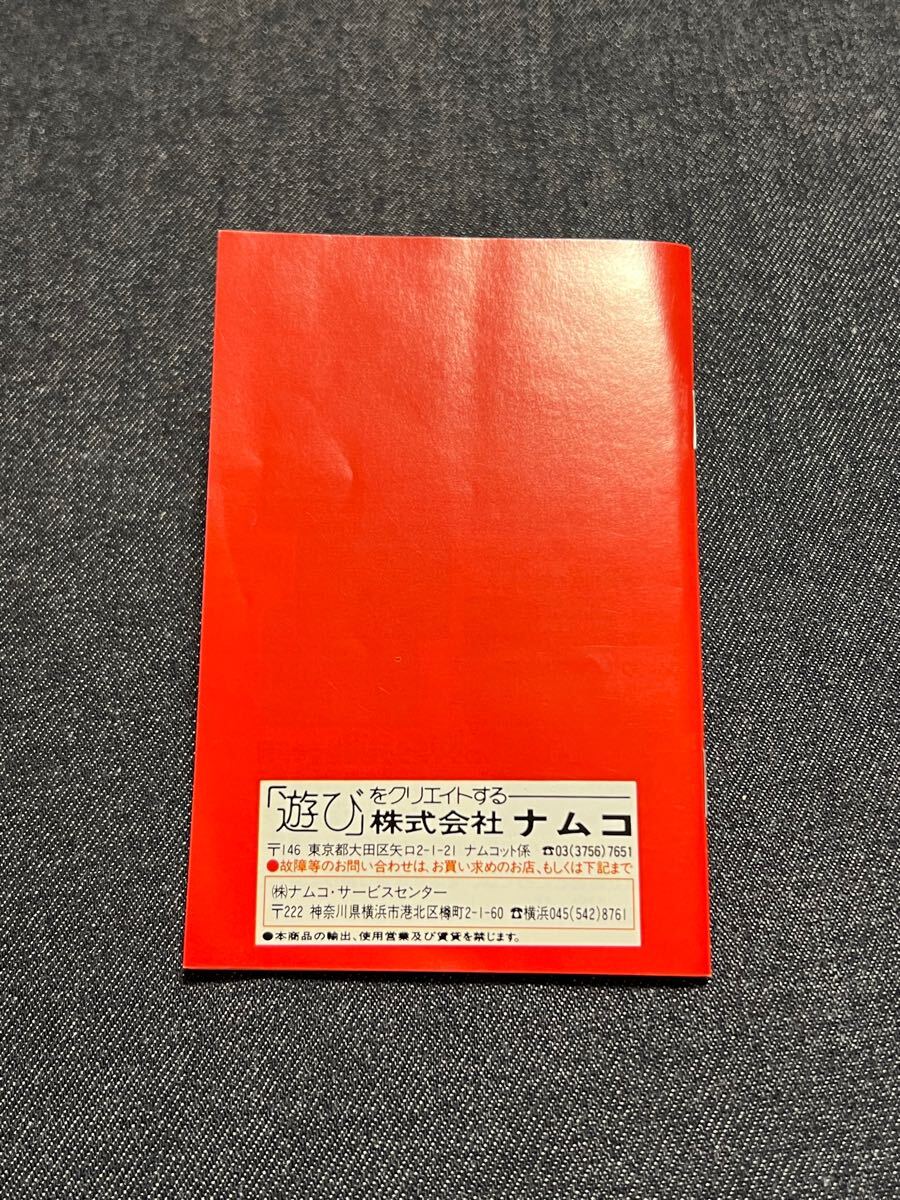 「遊び」をクリエイトする
株式会社 ナムコ
〒146 東京都大田区矢口2-1-21 ナムコット係 ☎03(3756)7651
●故障等のお問い合わせは、お買い求めのお店、もしくは下記まで
㈱ナムコ・サービスセンター
〒222 神奈川県横浜市港北区樽町2-1-60 ☎横浜045(542)8761
●本商品の輸出、使用営業及び賃貸を禁じます。